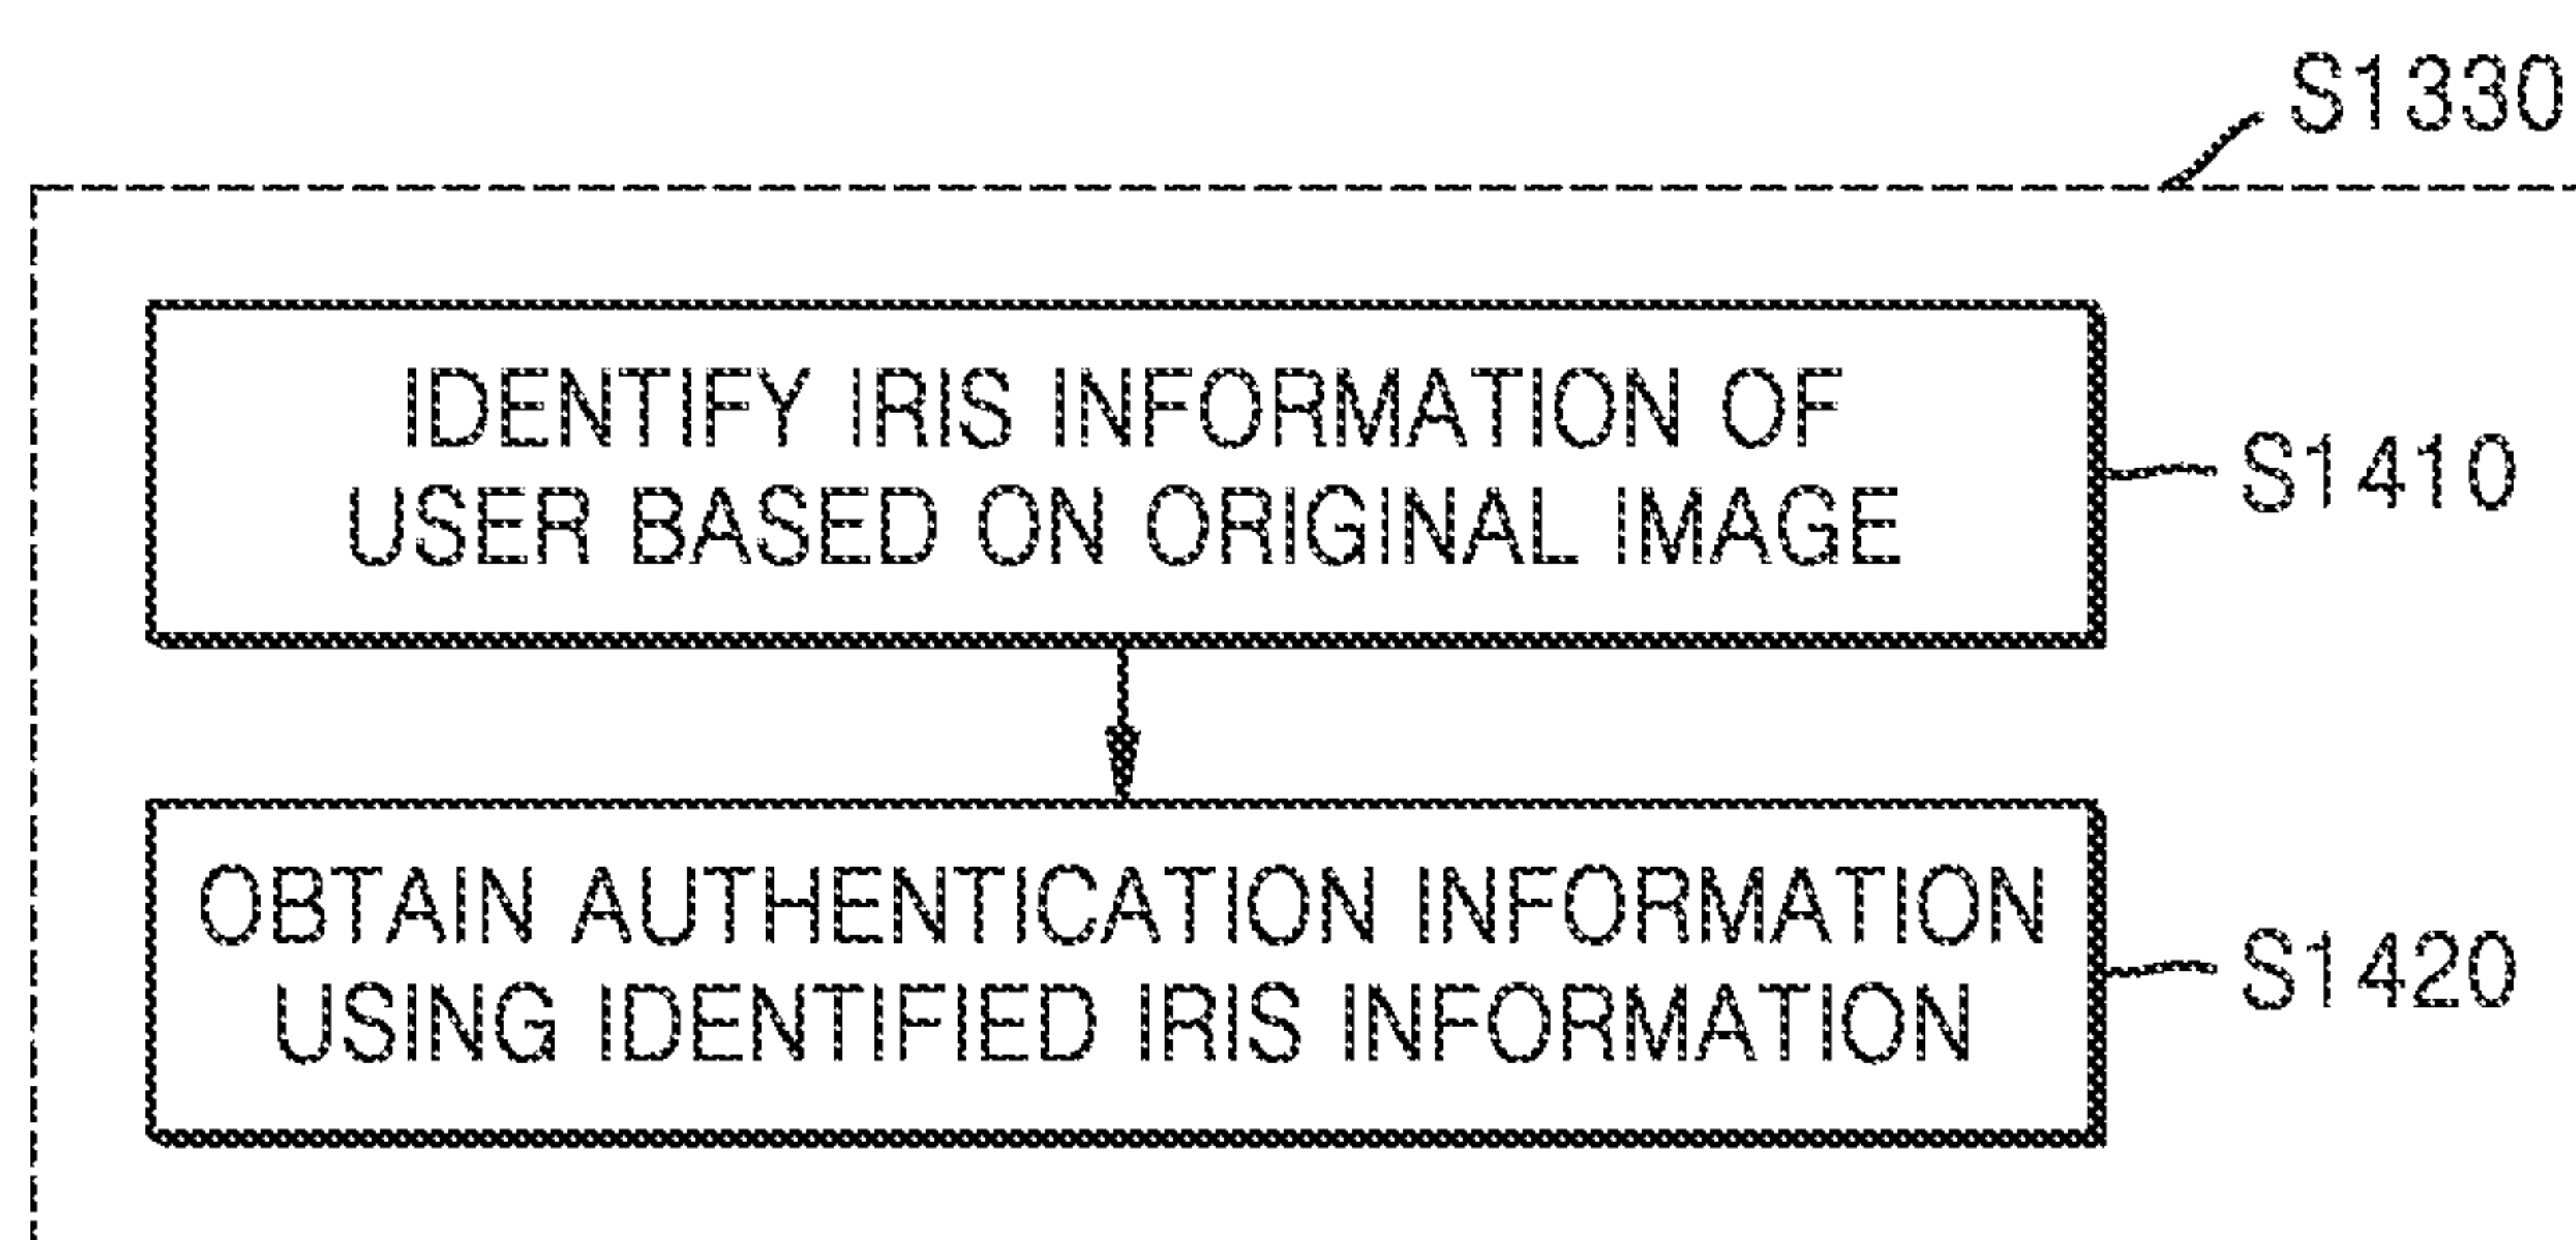 S1330
IDENTIFY IRIS INFORMATION OF
USER BASED ON ORIGINAL IMAGE
S1410
OBTAIN AUTHENTICATION INFORMATION
USING IDENTIFIED IRIS INFORMATION
S1420